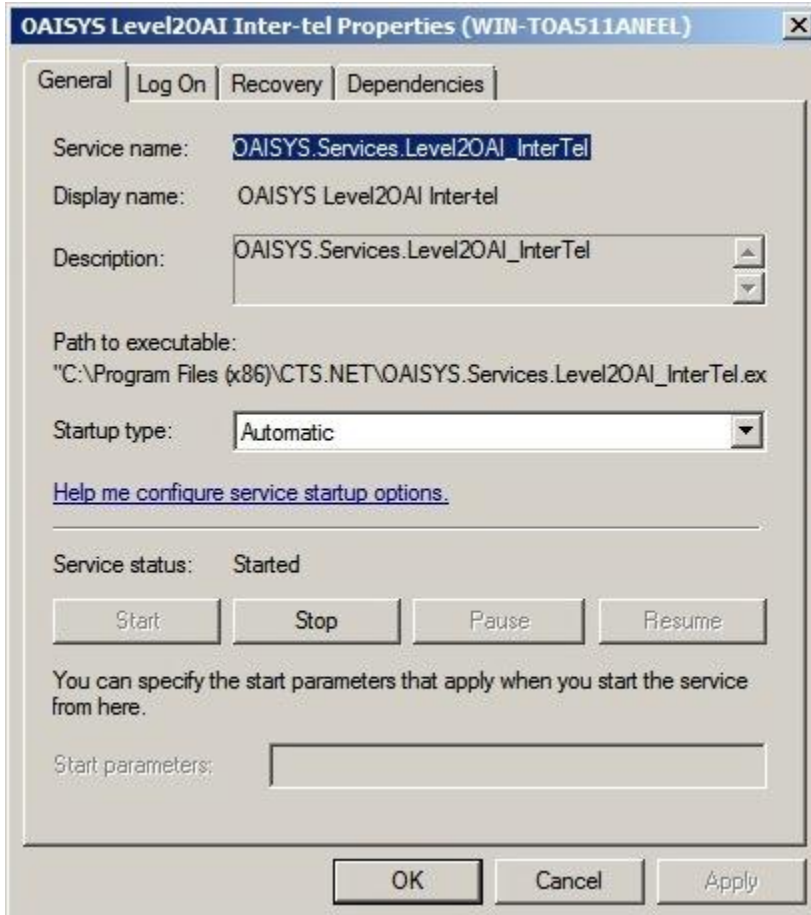 OAISYS Level2OAI Inter-tel Properties (WIN-TOA511ANEEL)
General Log On Recovery Dependencies
Service name: OAISYS.Services.Level2OAI_InterTel
Display name: OAISYS Level2OAI Inter-tel
Description: OAISYS.Services.Level2OAI_InterTel
Path to executable:
"C:\Program Files (x86)\CTS.NET\OAISYS.Services.Level2OAI_InterTel.ex
Startup type: Automatic
Help me configure service startup options.
Service status: Started
Start Stop Pause Resume
You can specify the start parameters that apply when you start the service
from here.
Start parameters:
OK Cancel Apply